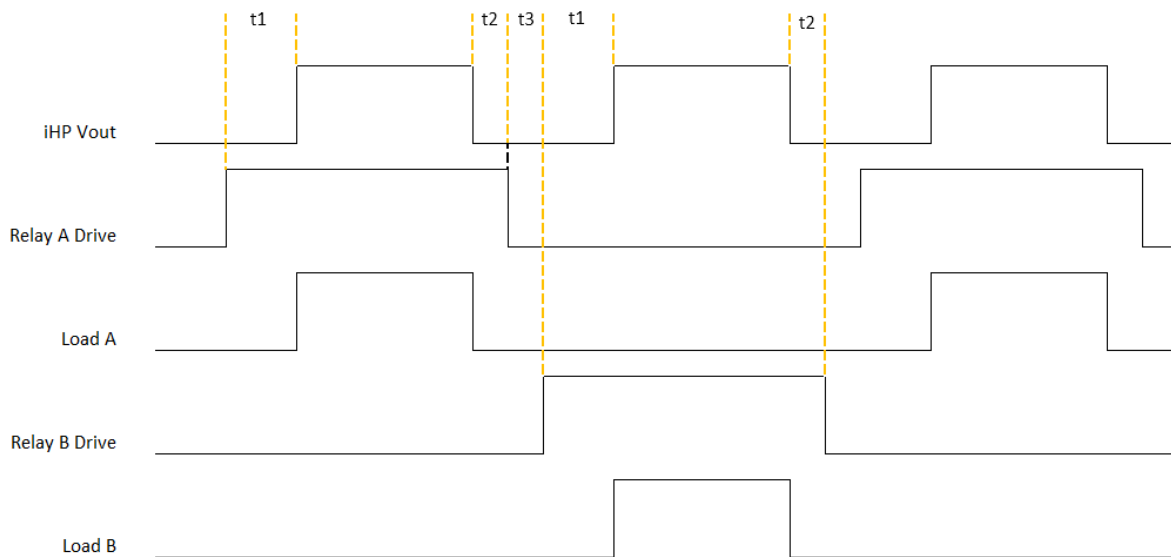 t1 t2 t3 t1 t2
iHP Vout
Relay A Drive
Load A
Relay B Drive
Load B